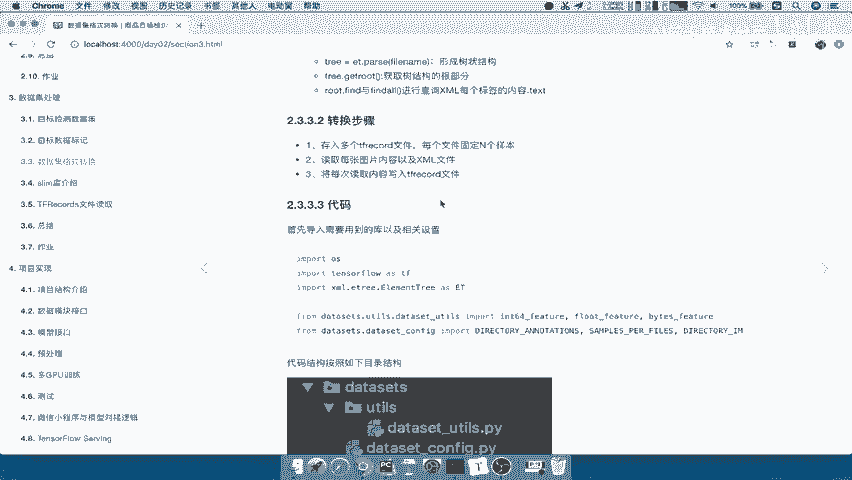 Chrome 文件 修改 视图 历史记录 书签 其他人 窗口 帮助
100%
localhost:4000/day02/section3.html
2.10. 作业
3. 数据集处理
3.1. 目标检测数据集
3.2. 目标数据标记
3.3. 数据集格式转换
3.4. slim库介绍
3.5. TFRecords文件读取
3.6. 总结
3.7. 作业
4. 项目实现
4.1. 项目结构介绍
4.2. 数据模块接口
4.3. 模型接口
4.4. 预处理
4.5. 多GPU训练
4.6. 测试
4.7. 微信小程序与模型对接逻辑
4.8. TensorFlow Serving
tree = et.parse(filename)：形成树状结构
tree.getroot():获取树结构的根部分
root.find与findall()进行查询XML每个标签的内容.text
2.3.3.2 转换步骤
1、存入多个tfrecord文件，每个文件固定N个样本
2、读取每张图片内容以及XML文件
3、将每次读取内容写入tfrecord文件
2.3.3.3 代码
首先导入需要用到的库以及相关设置
import os
import tensorflow as tf
import xml.etree.ElementTree as ET
from datasets.utils.dataset_utils import int64_feature, float_feature, bytes_feature
from datasets.dataset_config import DIRECTORY_ANNOTATIONS, SAMPLES_PER_FILES, DIRECTORY_IM
代码结构按照如下目录结构
datasets
utils
dataset_utils.py
dataset_config.py